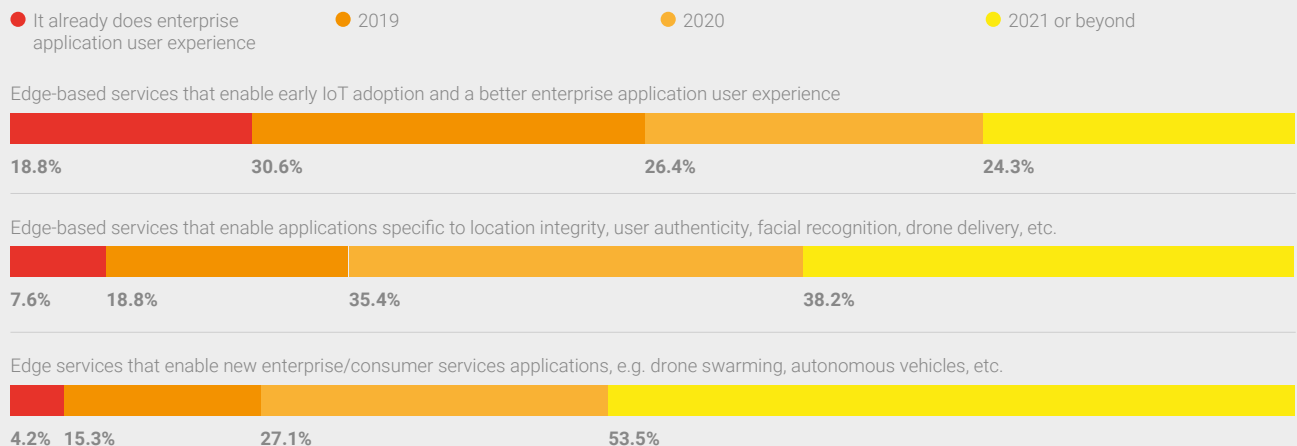 It already does enterprise
application user experience
2019
2020
2021 or beyond
Edge-based services that enable early IoT adoption and a better enterprise application user experience
18.8% 30.6% 26.4% 24.3%
Edge-based services that enable applications specific to location integrity, user authenticity, facial recognition, drone delivery, etc.
7.6% 18.8% 35.4% 38.2%
Edge services that enable new enterprise/consumer services applications, e.g. drone swarming, autonomous vehicles, etc.
4.2% 15.3% 27.1% 53.5%